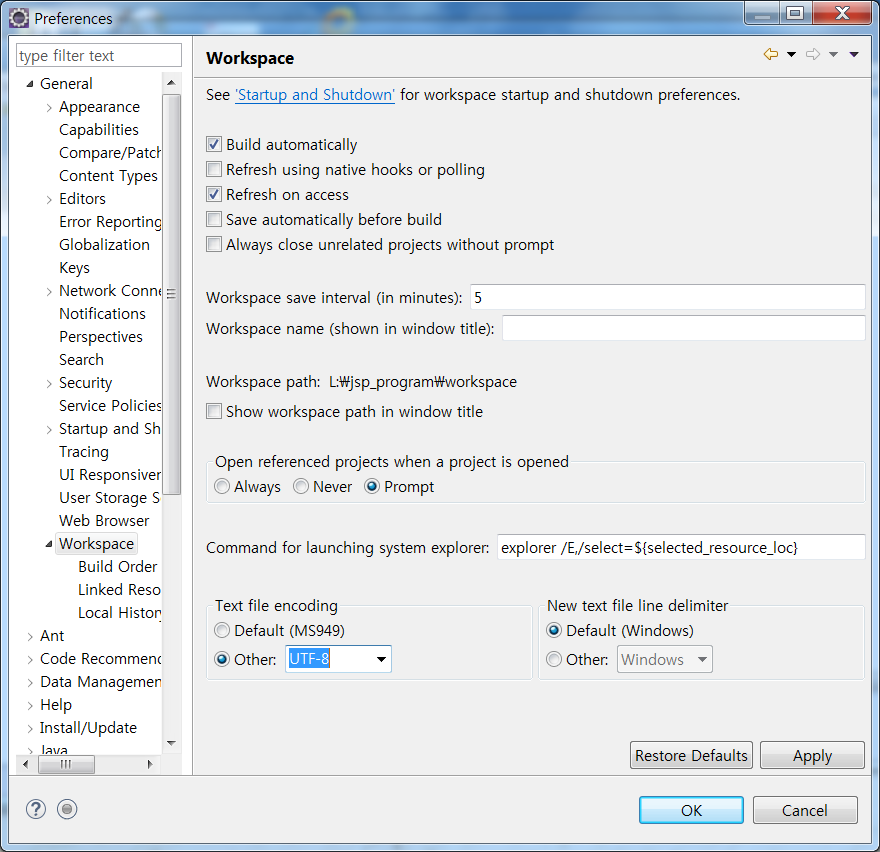 Preferences
type filter text
General
Appearance
Capabilities
Compare/Patch
Content Types
Editors
Error Reporting
Globalization
Keys
Network Conne
Notifications
Perspectives
Search
Security
Service Policies
Startup and Sh
Tracing
UI Responsiver
User Storage S
Web Browser
Workspace
Build Order
Linked Reso
Local History
Ant
Code Recommenc
Data Management
Help
Install/Update
Java
Workspace
See 'Startup and Shutdown' for workspace startup and shutdown preferences.
Build automatically
Refresh using native hooks or polling
Refresh on access
Save automatically before build
Always close unrelated projects without prompt
Workspace save interval (in minutes): 5
Workspace name (shown in window title):
Workspace path: L:₩jsp_program₩workspace
Show workspace path in window title
Open referenced projects when a project is opened
Always Never Prompt
Command for launching system explorer: explorer /E,/select=${selected_resource_loc}
Text file encoding
Default (MS949)
Other: UTF-8
New text file line delimiter
Default (Windows)
Other: Windows
Restore Defaults Apply
OK Cancel